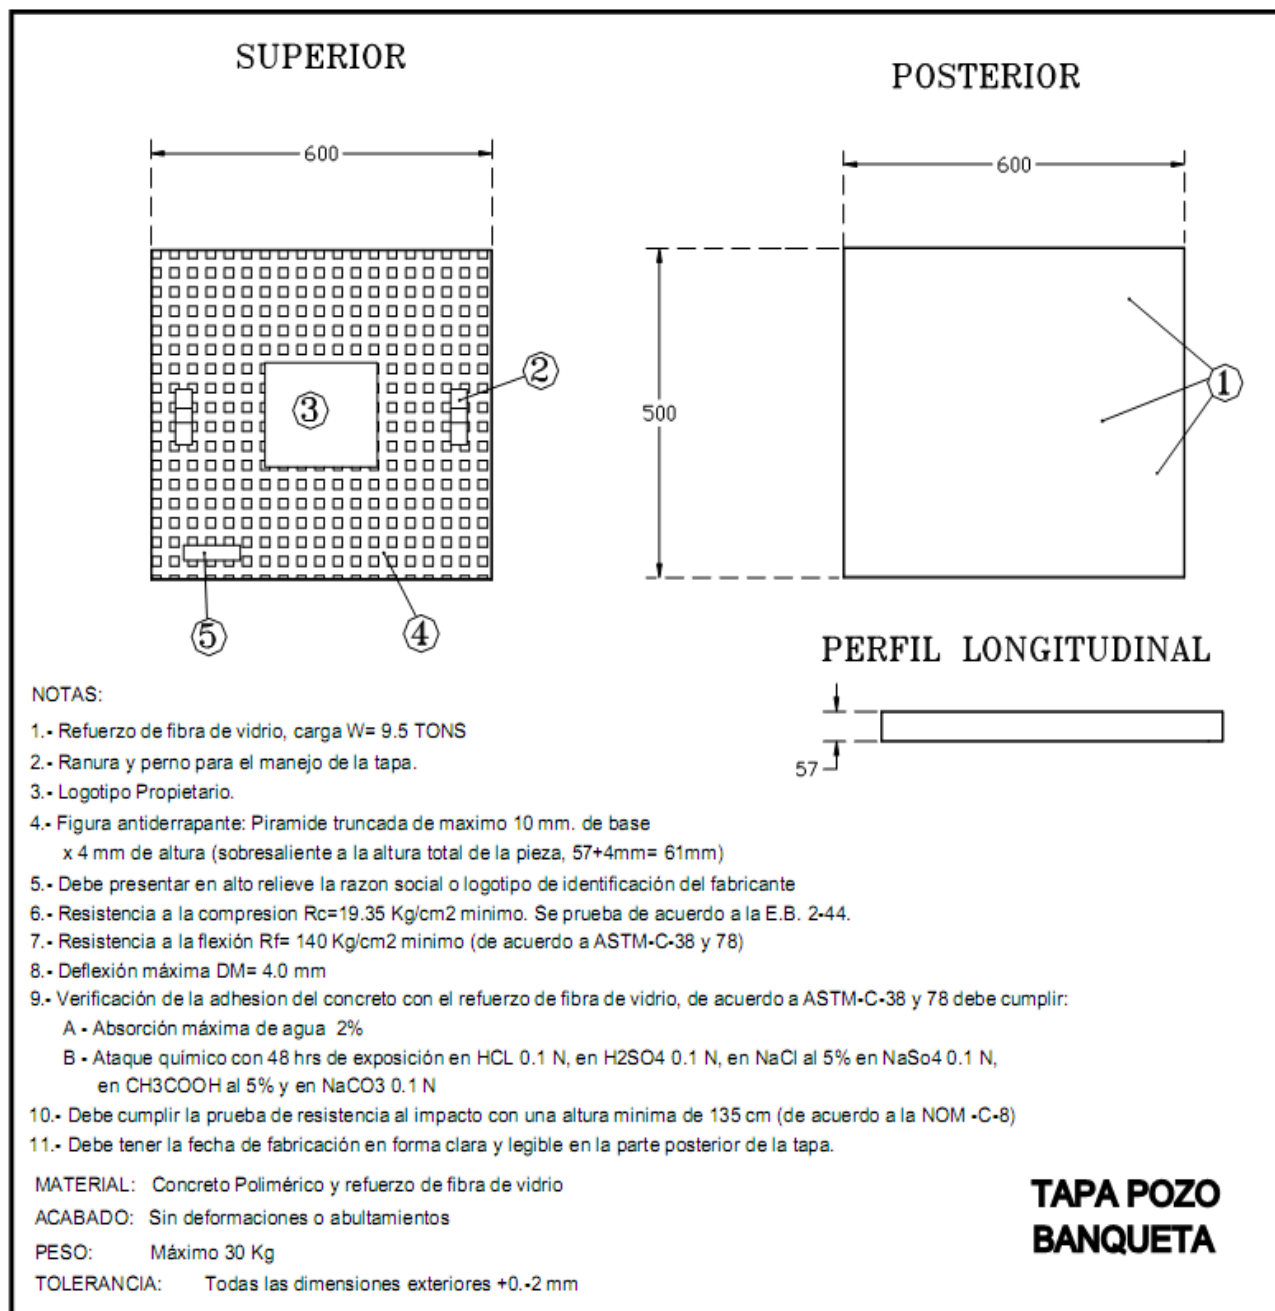 SUPERIOR
POSTERIOR
600
600
2
3
500
1
5
4
PERFIL LONGITUDINAL
57
NOTAS:
1.- Refuerzo de fibra de vidrio, carga W= 9.5 TONS
2.- Ranura y perno para el manejo de la tapa.
3.- Logotipo Propietario.
4.- Figura antiderrapante: Piramide truncada de maximo 10 mm. de base
x 4 mm de altura (sobresaliente a la altura total de la pieza, 57+4mm= 61mm)
5.- Debe presentar en alto relieve la razon social o logotipo de identificación del fabricante
6.- Resistencia a la compresion Rc=19.35 Kg/cm2 minimo. Se prueba de acuerdo a la E.B. 2-44.
7.- Resistencia a la flexión Rf= 140 Kg/cm2 minimo (de acuerdo a ASTM-C-38 y 78)
8.- Deflexión máxima DM= 4.0 mm
9.- Verificación de la adhesion del concreto con el refuerzo de fibra de vidrio, de acuerdo a ASTM-C-38 y 78 debe cumplir:
A - Absorción máxima de agua 2%
B - Ataque químico con 48 hrs de exposición en HCL 0.1 N, en H2SO4 0.1 N, en NaCl al 5% en NaSo4 0.1 N,
en CH3COOH al 5% y en NaCO3 0.1 N
10.- Debe cumplir la prueba de resistencia al impacto con una altura minima de 135 cm (de acuerdo a la NOM -C-8)
11.- Debe tener la fecha de fabricación en forma clara y legible en la parte posterior de la tapa.
MATERIAL: Concreto Polimérico y refuerzo de fibra de vidrio
ACABADO: Sin deformaciones o abultamientos
PESO: Máximo 30 Kg
TOLERANCIA: Todas las dimensiones exteriores +0.-2 mm
TAPA POZO
BANQUETA